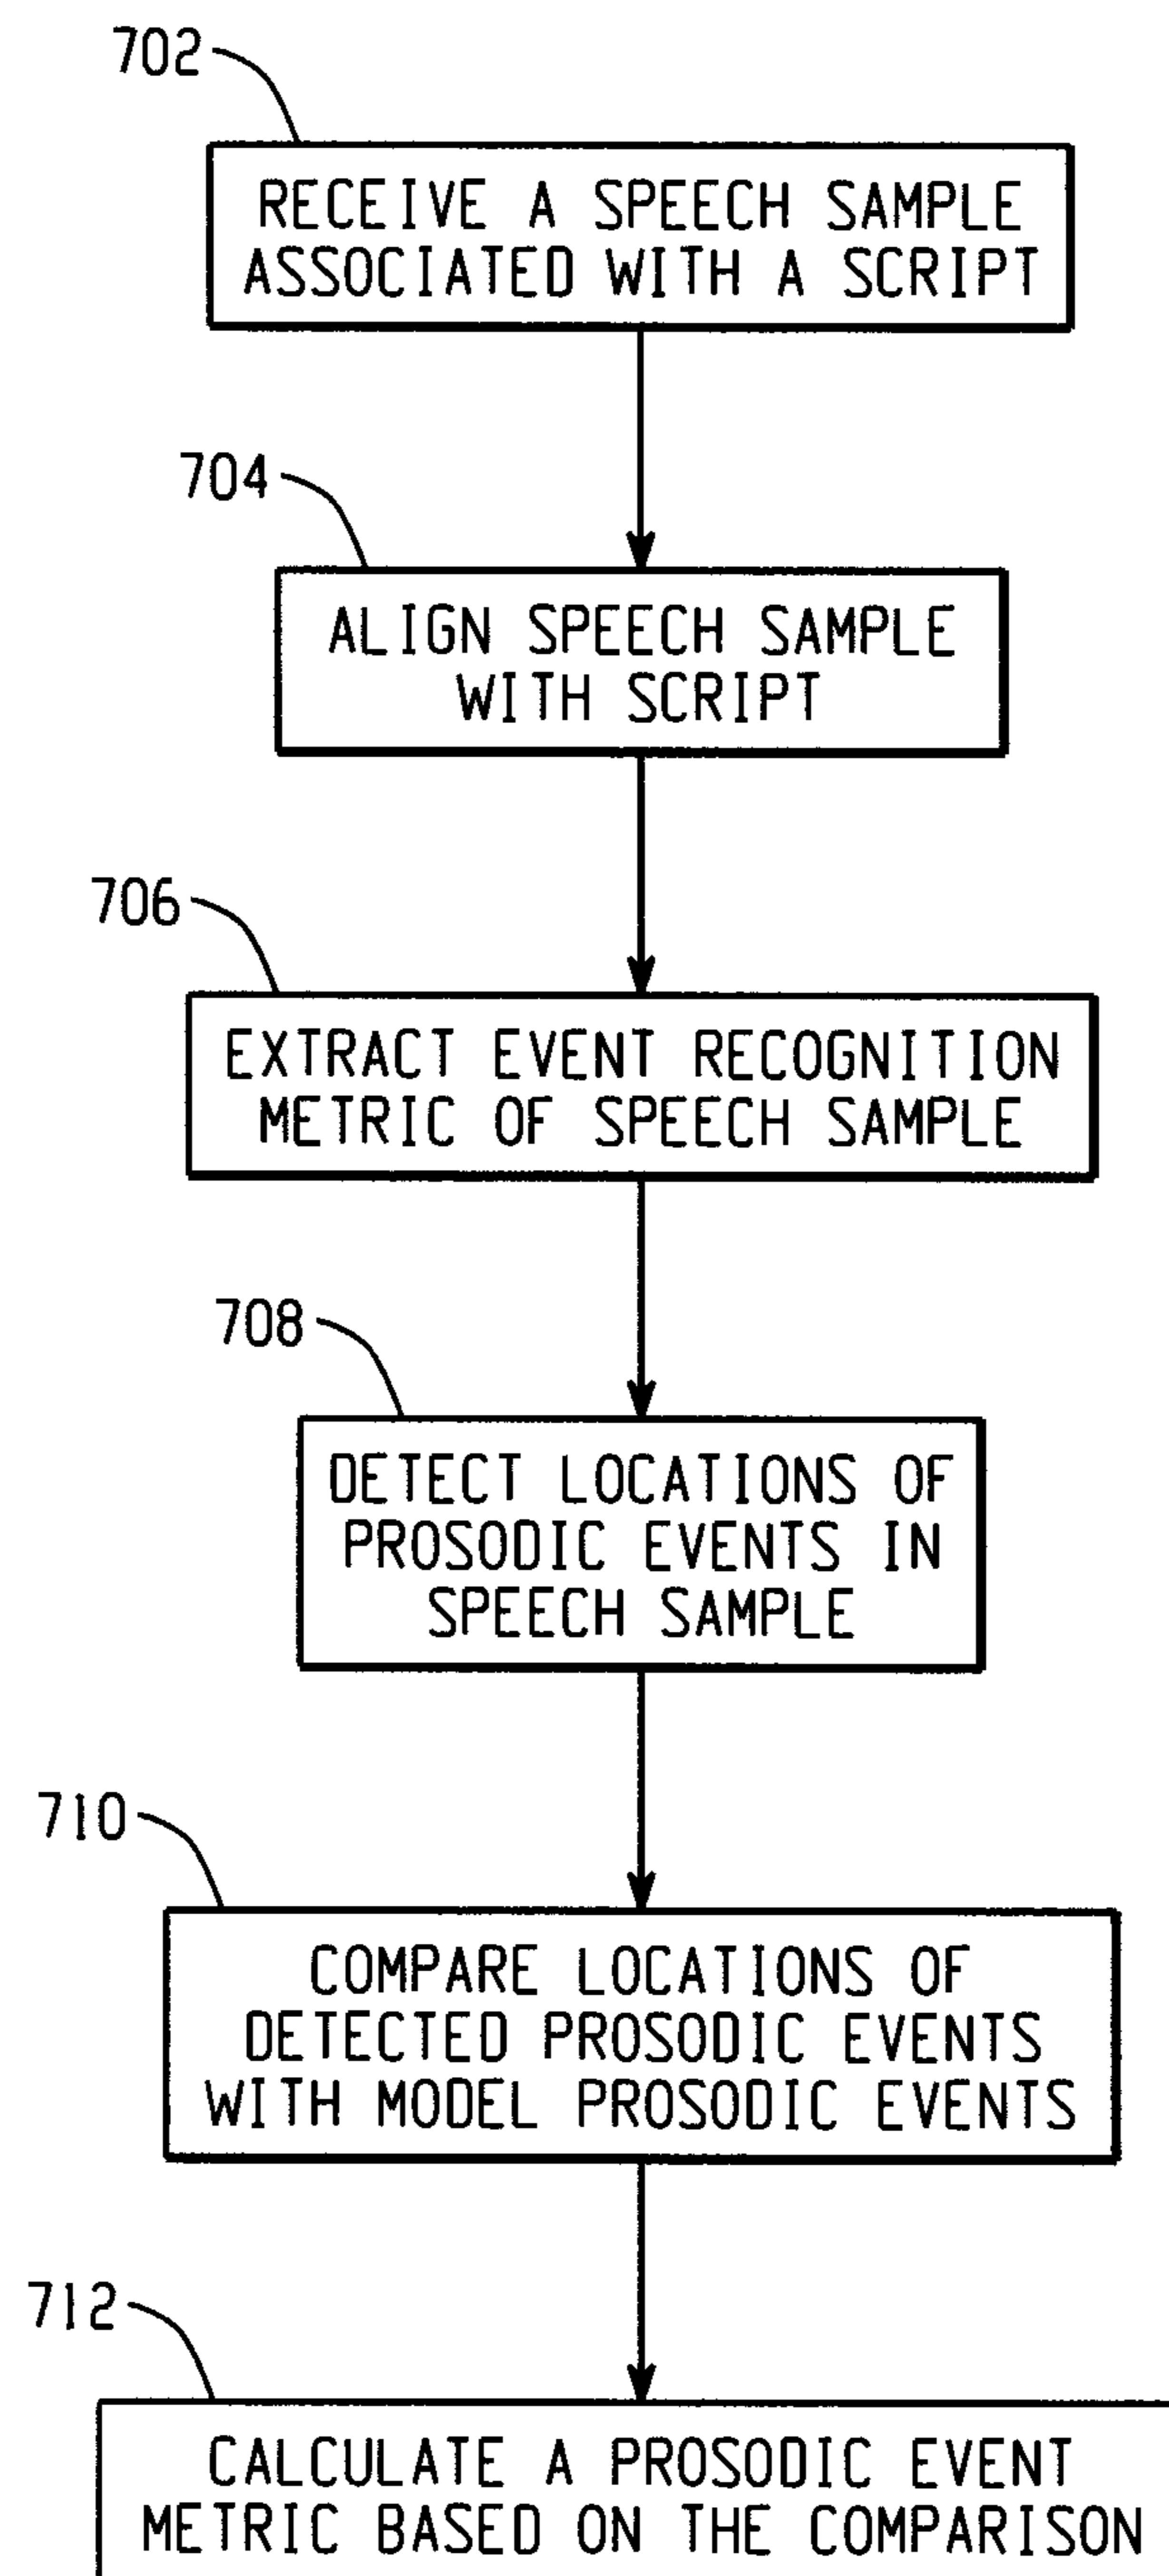 702
RECEIVE A SPEECH SAMPLE
ASSOCIATED WITH A SCRIPT
704
ALIGN SPEECH SAMPLE
WITH SCRIPT
706
EXTRACT EVENT RECOGNITION
METRIC OF SPEECH SAMPLE
708
DETECT LOCATIONS OF
PROSODIC EVENTS IN
SPEECH SAMPLE
710
COMPARE LOCATIONS OF
DETECTED PROSODIC EVENTS
WITH MODEL PROSODIC EVENTS
712
CALCULATE A PROSODIC EVENT
METRIC BASED ON THE COMPARISON